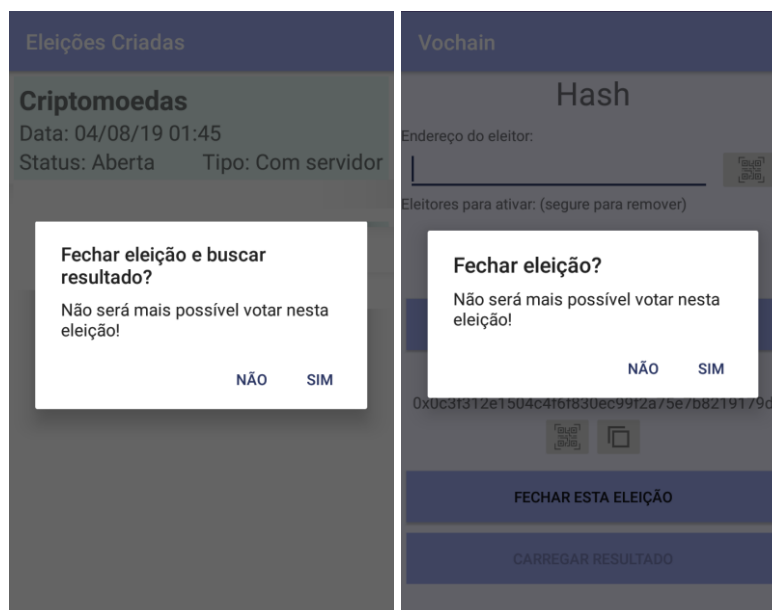 Eleições Criadas
Criptomoedas
Data: 04/08/19 01:45
Status: Aberta Tipo: Com servidor
Fechar eleição e buscar
resultado?
Não será mais possível votar nesta
eleição!
NÃO SIM
Vochain
Hash
Endereço do eleitor:
Eleitores para ativar: (segure para remover)
Fechar eleição?
Não será mais possível votar nesta
eleição!
NÃO SIM
FECHAR ESTA ELEIÇÃO
CARREGAR RESULTADO